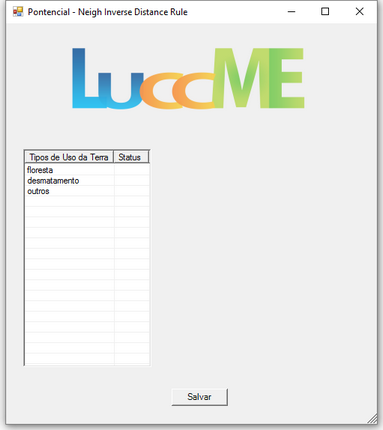 Pontencial - Neigh Inverse Distance Rule
LuccME
Tipos de Uso da Terra Status
floresta
desmatamento
outros
Salvar